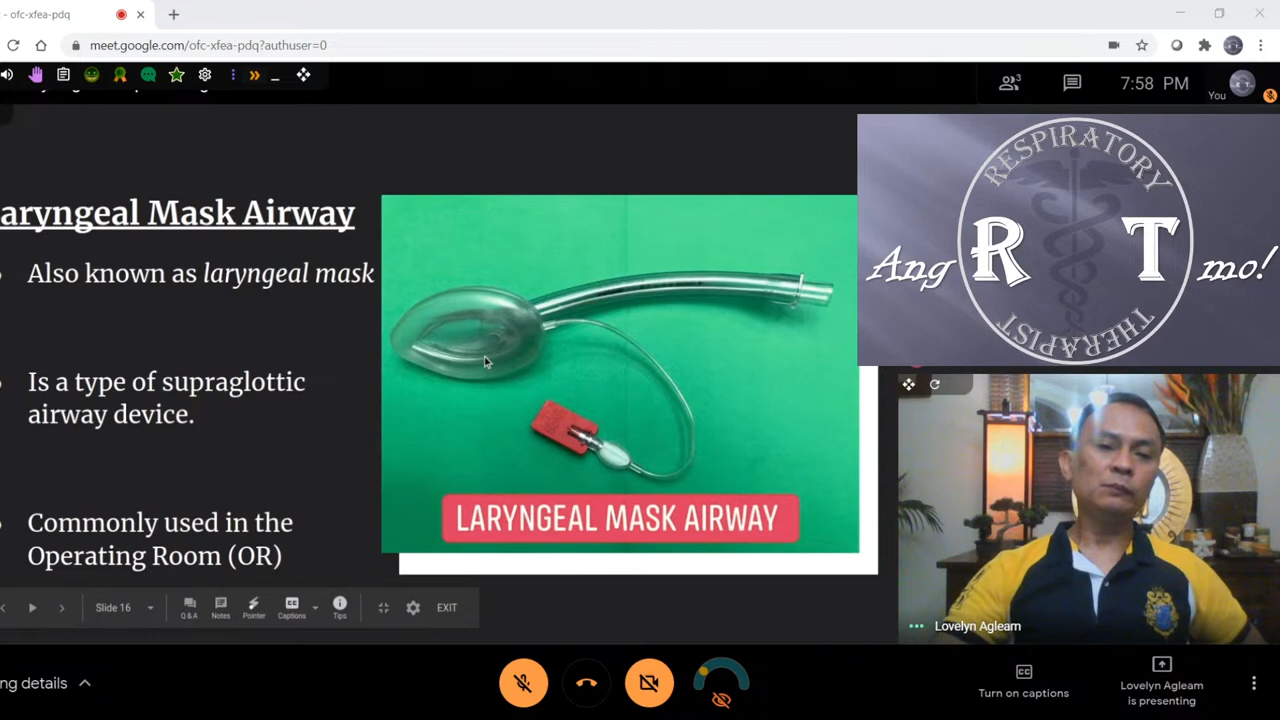 - ofc-xfea-pdq
meet.google.com/ofc-xfea-pdq?authuser=0
3
7:58 PM
You
aryngeal Mask Airway
Also known as laryngeal mask
Is a type of supraglottic
airway device.
Commonly used in the
Operating Room (OR)
LARYNGEAL MASK AIRWAY
RESPIRATORY
Ang RT mo!
THERAPIST
Slide 16
Q & A
Notes
Pointer
Captions
Tips
EXIT
Lovelyn Agleam
ng details
Turn on captions
Lovelyn Agleam
is presenting